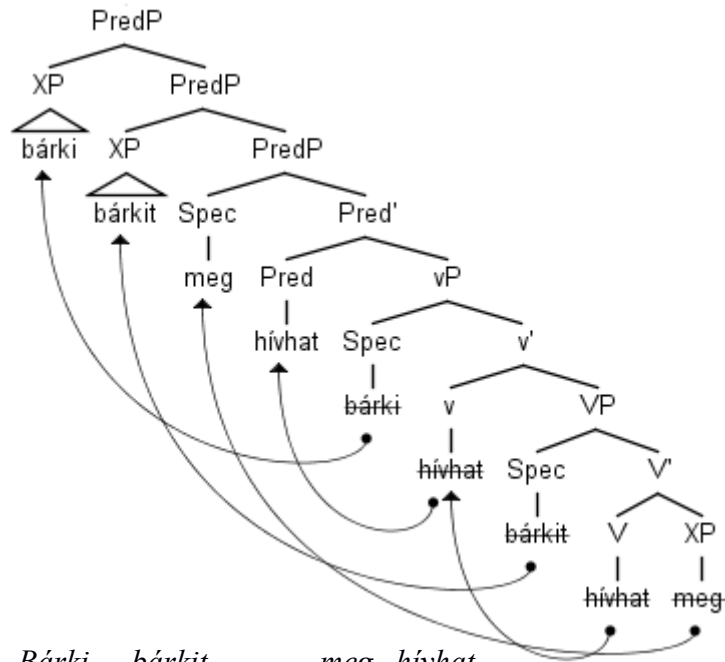 PredP
XP PredP
bárki XP PredP
bárkit Spec Pred'
meg Pred vP
hívhat Spec v'
bárki v VP
hívhat Spec V'
bárkit V XP
hívhat meg
Bárki bárkit meg hívhat